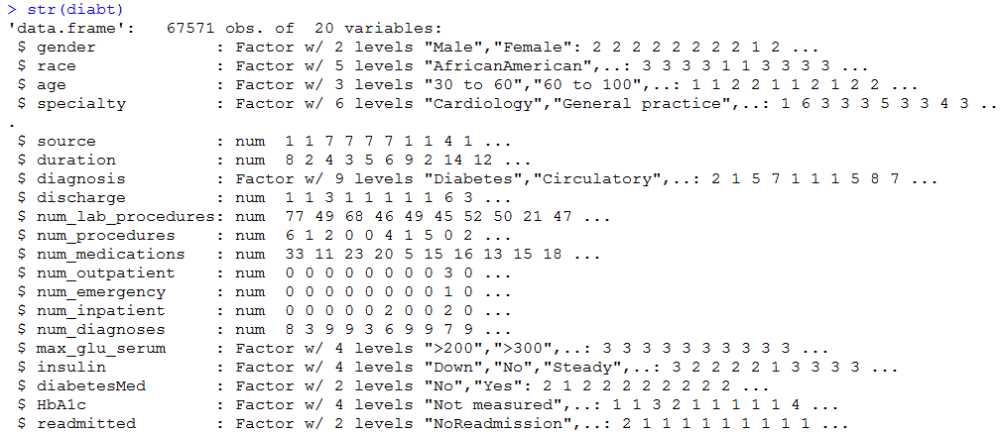 > str(diabt)
'data.frame':   67571 obs. of  20 variables:
 $ gender            : Factor w/ 2 levels "Male","Female": 2 2 2 2 2 2 2 2 1 2 ...
 $ race              : Factor w/ 5 levels "AfricanAmerican",..: 3 3 3 3 1 1 3 3 3 3 ...
 $ age               : Factor w/ 3 levels "30 to 60","60 to 100",..: 1 1 2 2 1 1 2 1 2 2 ...
 $ specialty         : Factor w/ 6 levels "Cardiology","General practice",..: 1 6 3 3 3 5 3 3 4 3 ..
.
 $ source            : num  1 1 7 7 7 7 1 1 4 1 ...
 $ duration          : num  8 2 4 3 5 6 9 2 14 12 ...
 $ diagnosis         : Factor w/ 9 levels "Diabetes","Circulatory",..: 2 1 5 7 1 1 1 5 8 7 ...
 $ discharge         : num  1 1 3 1 1 1 1 1 6 3 ...
 $ num_lab_procedures: num  77 49 68 46 49 45 52 50 21 47 ...
 $ num_procedures    : num  6 1 2 0 0 4 1 5 0 2 ...
 $ num_medications   : num  33 11 23 20 5 15 16 13 15 18 ...
 $ num_outpatient    : num  0 0 0 0 0 0 0 0 3 0 ...
 $ num_emergency     : num  0 0 0 0 0 0 0 0 1 0 ...
 $ num_inpatient     : num  0 0 0 0 0 2 0 0 2 0 ...
 $ num_diagnoses     : num  8 3 9 9 3 6 9 9 7 9 ...
 $ max_glu_serum     : Factor w/ 4 levels ">200",">300",..: 3 3 3 3 3 3 3 3 3 3 ...
 $ insulin           : Factor w/ 4 levels "Down","No","Steady",..: 3 2 2 2 2 1 3 3 3 3 ...
 $ diabetesMed       : Factor w/ 2 levels "No","Yes": 2 1 2 2 2 2 2 2 2 2 ...
 $ HbA1c             : Factor w/ 4 levels "Not measured",..: 1 1 3 2 1 1 1 1 1 4 ...
 $ readmitted        : Factor w/ 2 levels "NoReadmission",..: 2 1 1 1 1 1 1 1 1 1 ...